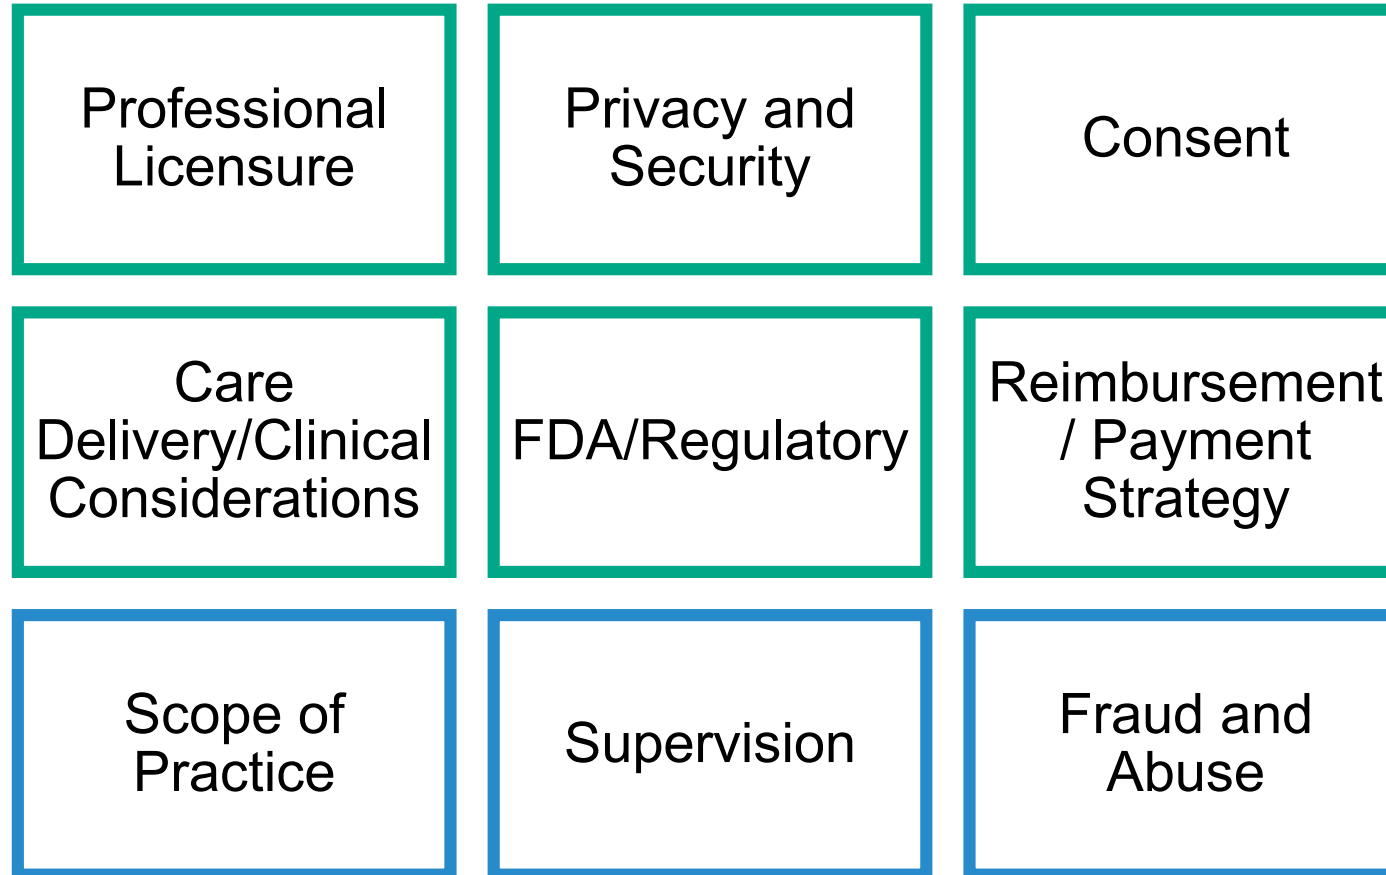 Professional
Licensure
Privacy and
Security
Consent
Care
Delivery/Clinical
Considerations
FDA/Regulatory
Reimbursement
/ Payment
Strategy
Scope of
Practice
Supervision
Fraud and
Abuse